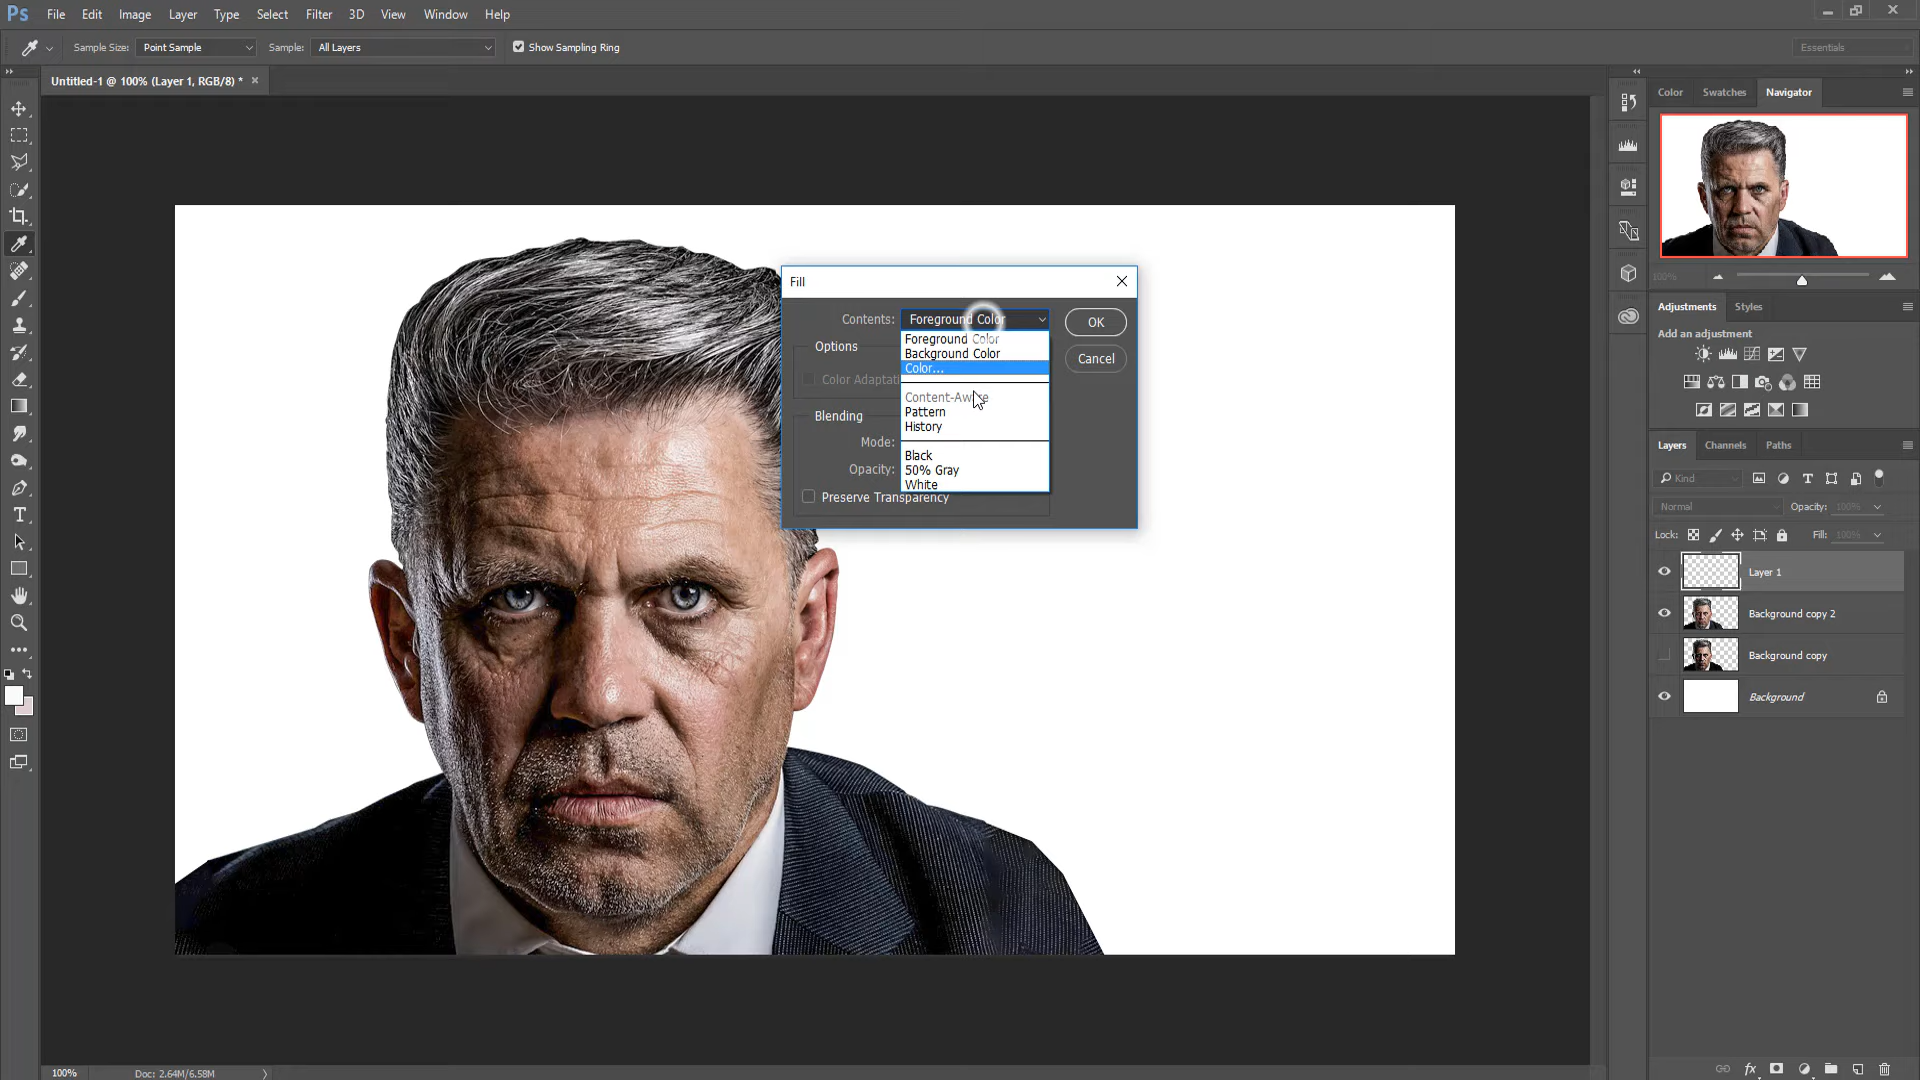 Ps File Edit Image Layer Type Select Filter 3D View Window Help
Sample Size: Point Sample Sample: All Layers Show Sampling Ring Essentials
Untitled-1 @ 100% (Layer 1, RGB/8) * ×
Color Swatches Navigator
100%
Fill
Contents: Foreground Color OK
Foreground Color
Background Color
Color...
Content-Aware
Pattern
History
Black
50% Gray
White
Options
Cancel
Color Adaptati
Blending
Mode:
Opacity:
Preserve Transparency
Adjustments Styles
Add an adjustment
Layers Channels Paths
Kind
Normal Opacity: 100%
Lock: Fill: 100%
Layer 1
Background copy 2
Background copy
Background
T
fx
100% Doc: 2.64M/6.58M